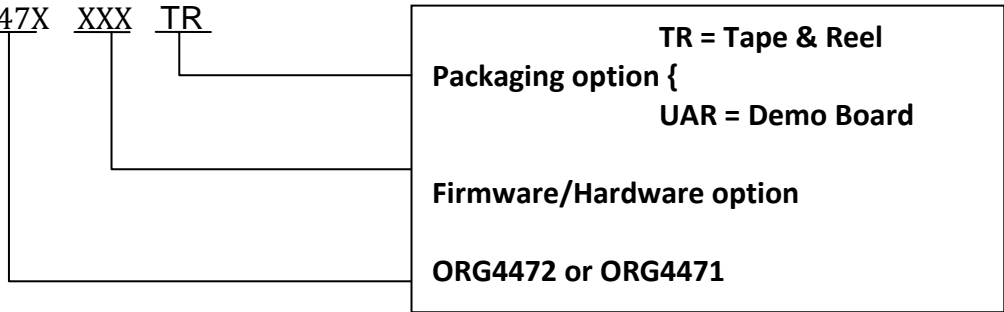 47X XXX TR
TR = Tape & Reel
Packaging option {
UAR = Demo Board
Firmware/Hardware option
ORG4472 or ORG4471